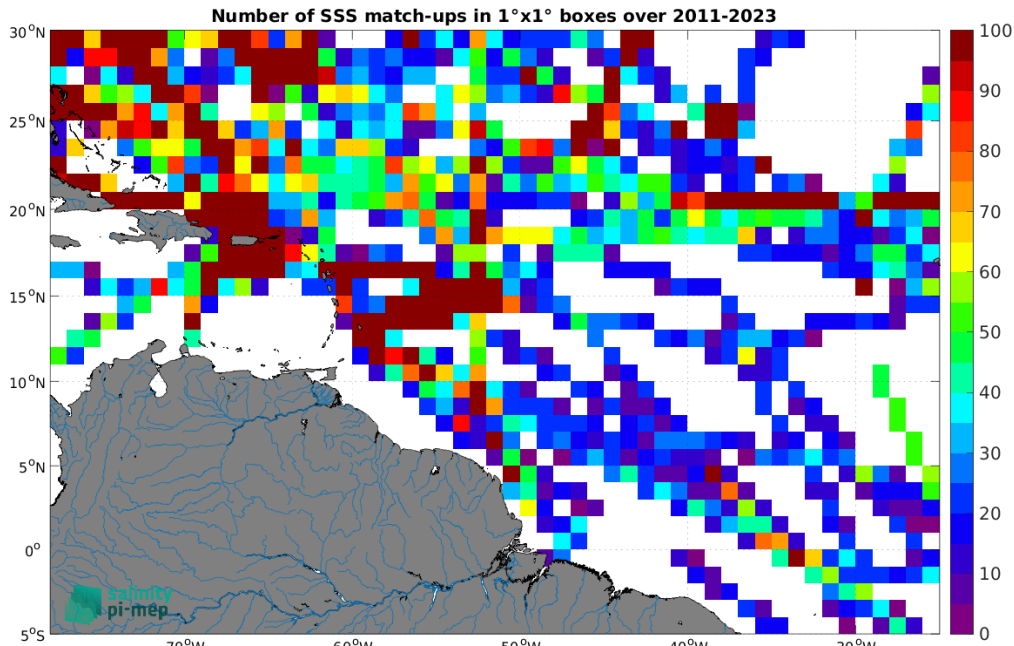 Number of SSS match-ups in 1°x1° boxes over 2011-2023
30°N
25°N
20°N
15°N
10°N
5°N
0°
5°S
70°W
60°W
50°W
40°W
30°W
100
90
80
70
60
50
40
30
20
10
0
salinity
pi-mep